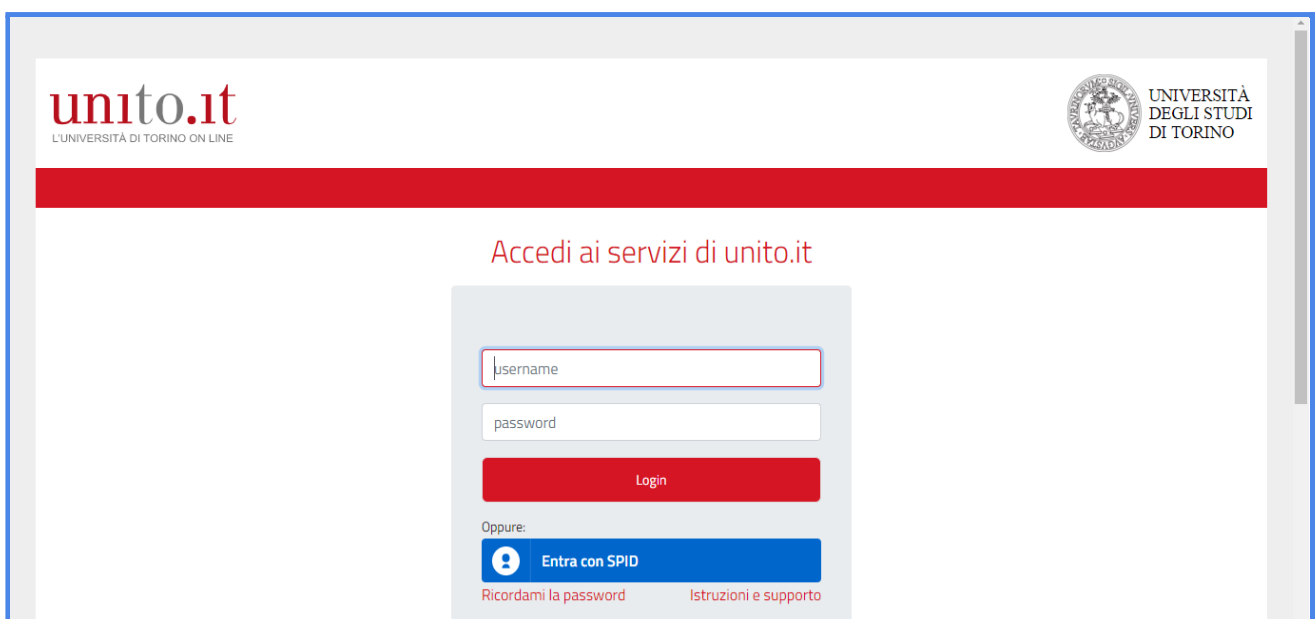 unito.it
L'UNIVERSITÀ DI TORINO ON LINE
UNIVERSITÀ
DEGLI STUDI
DI TORINO
Accedi ai servizi di unito.it
username
password
Login
Oppure:
Entra con SPID
Ricordami la password
Istruzioni e supporto